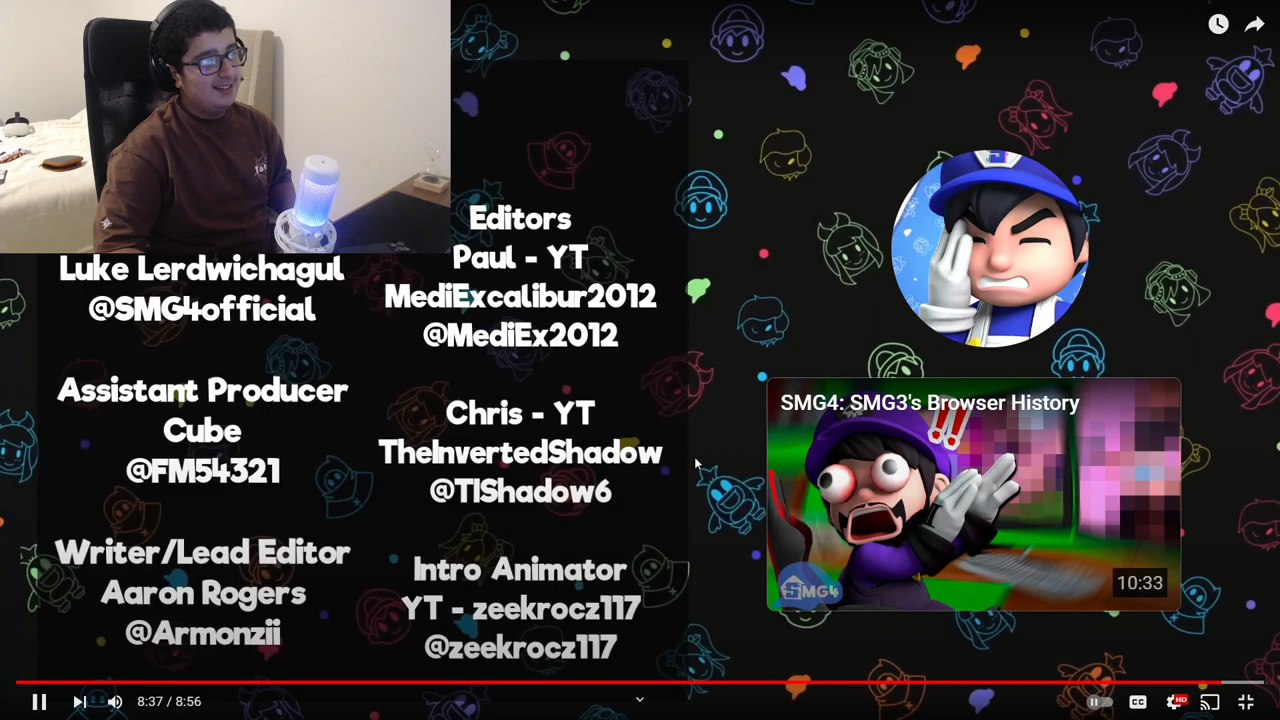 Luke Lerdwichagul
@SMG4official
Assistant Producer
Cube
@FM54321
Writer/Lead Editor
Aaron Rogers
@Armonzii
Editors
Paul - YT
MediExcalibur2012
@MediEx2012
Chris - YT
TheInvertedShadow
@TIShadow6
Intro Animator
YT - zeekrocz117
@zeekrocz117
SMG4: SMG3's Browser History
SMG4
10:33
8:37 / 8:56
CC
HD